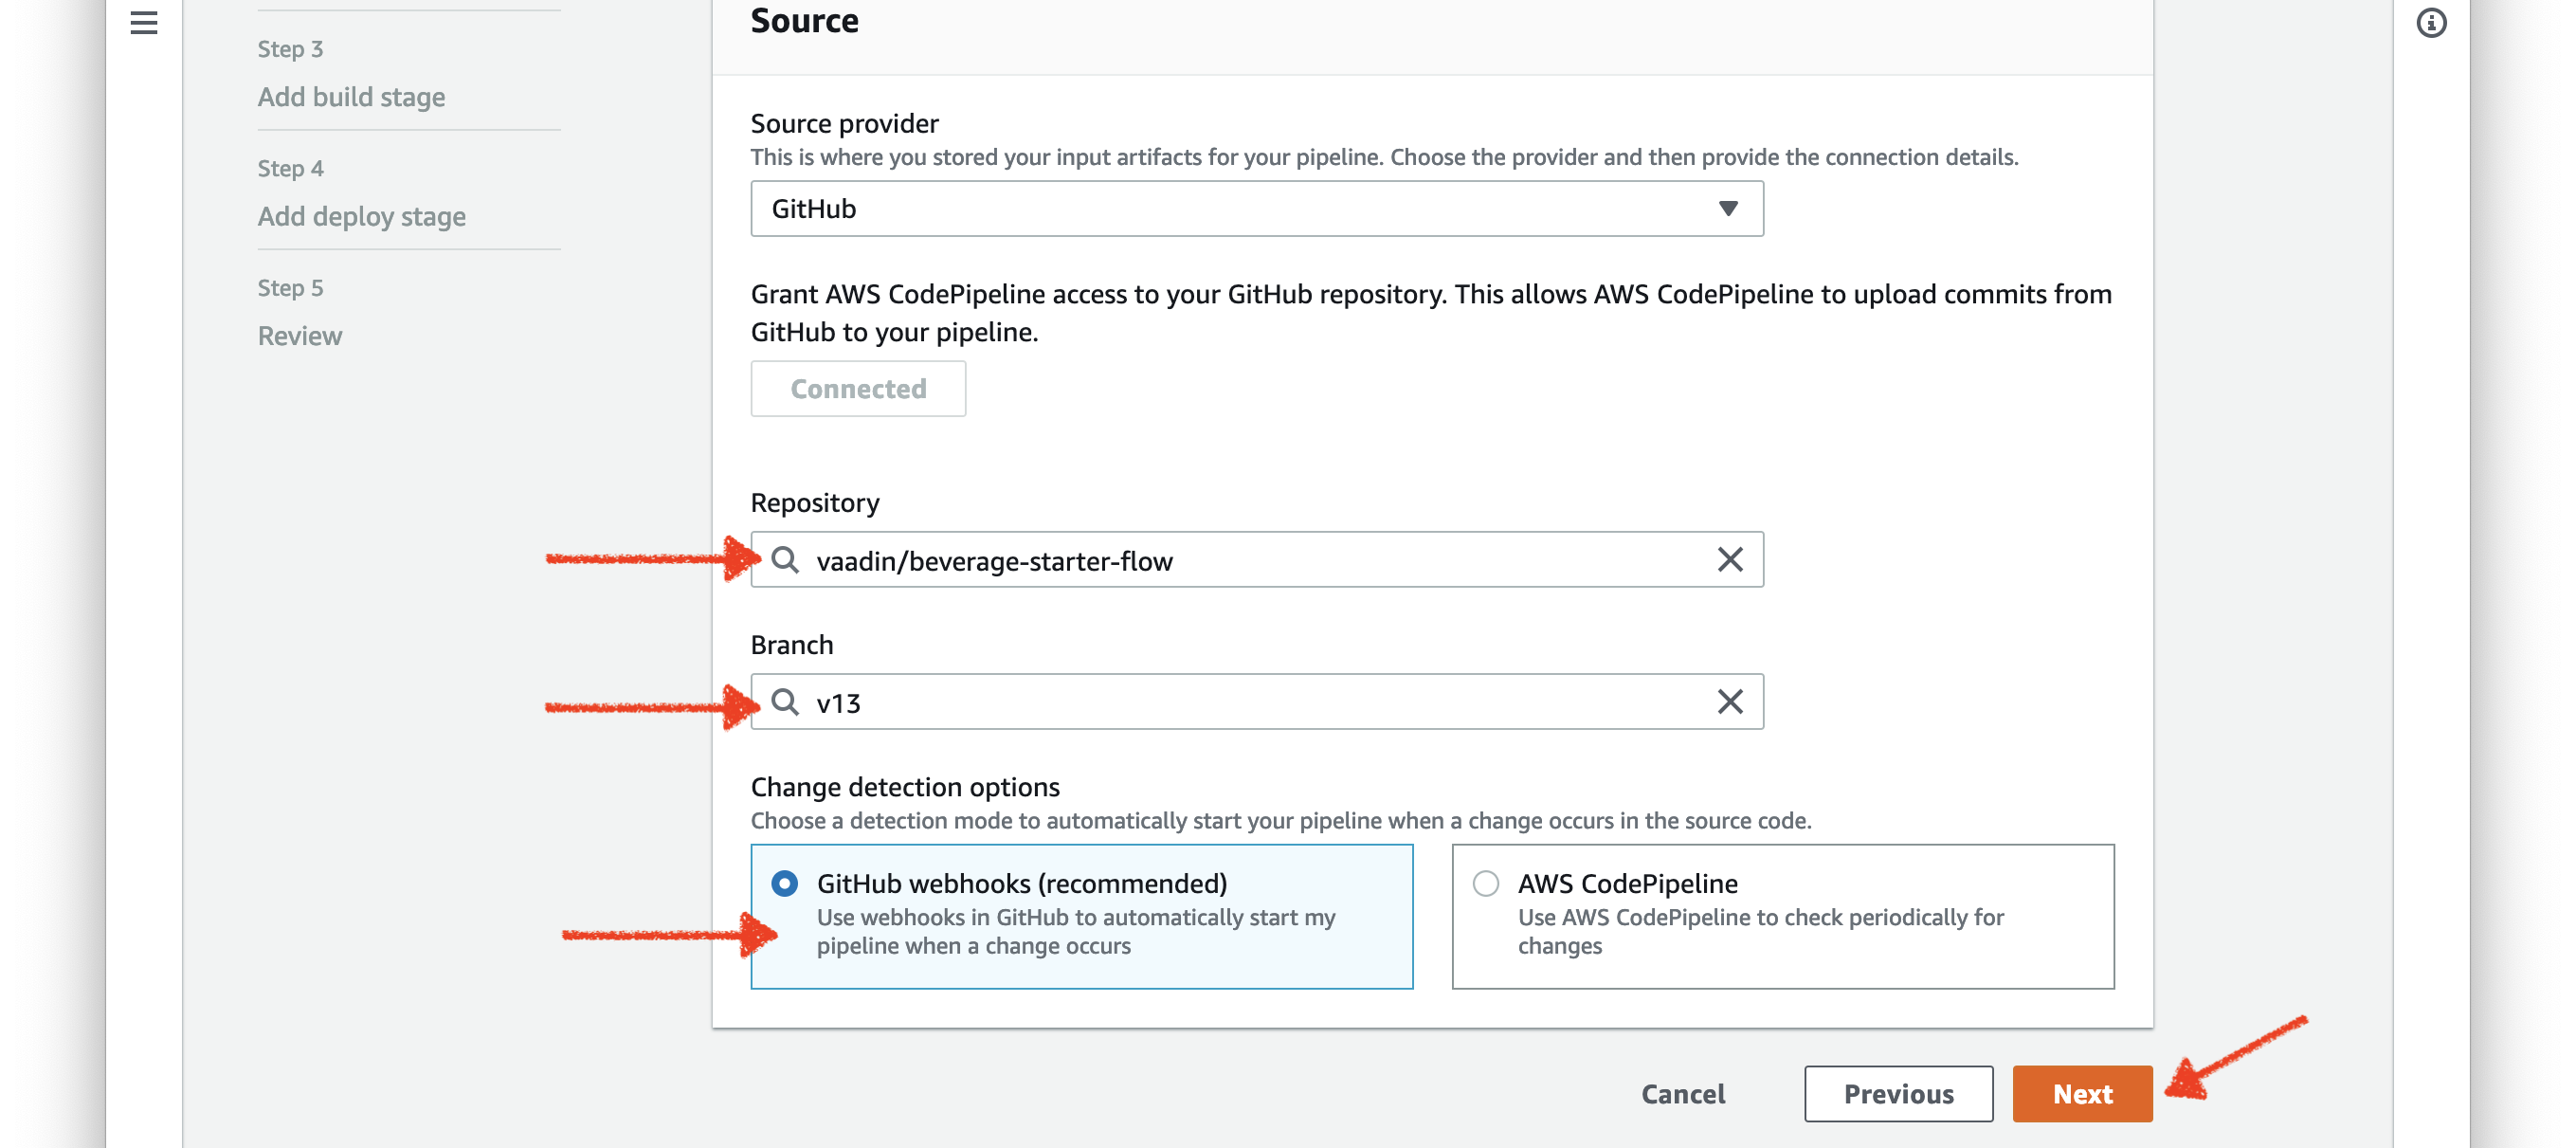 Step 3
Add build stage
Step 4
Add deploy stage
Step 5
Review
Source
Source provider
This is where you stored your input artifacts for your pipeline. Choose the provider and then provide the connection details.
GitHub
Grant AWS CodePipeline access to your GitHub repository. This allows AWS CodePipeline to upload commits from
GitHub to your pipeline.
Connected
Repository
vaadin/beverage-starter-flow
Branch
v13
Change detection options
Choose a detection mode to automatically start your pipeline when a change occurs in the source code.
GitHub webhooks (recommended)
Use webhooks in GitHub to automatically start my
pipeline when a change occurs
AWS CodePipeline
Use AWS CodePipeline to check periodically for
changes
Cancel
Previous
Next